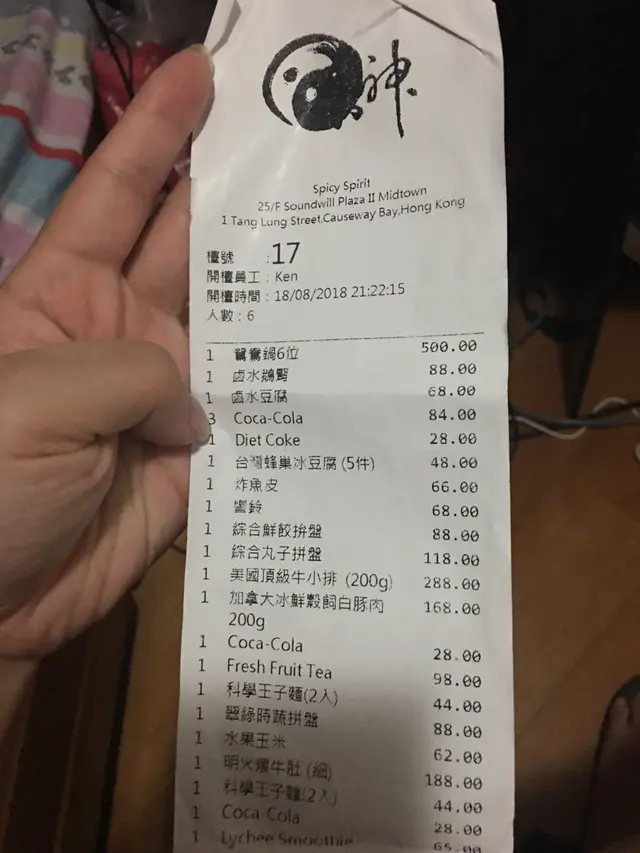 神
Spicy Spirit
25/F Soundwill Plaza II Midtown
1 Tang Lung Street,Causeway Bay,Hong Kong
檯號 :17
開檯員工：Ken
開檯時間：18/08/2018 21:22:15
人數：6
1 鴛鴦鍋6位 500.00
1 鹵水鵝腎 88.00
1 鹵水豆腐 68.00
3 Coca-Cola 84.00
1 Diet Coke 28.00
1 台灣蜂巢冰豆腐 (5件) 48.00
1 炸魚皮 66.00
1 響鈴 68.00
1 綜合鮮餃拼盤 88.00
1 綜合丸子拼盤 118.00
1 美國頂級牛小排 (200g) 288.00
1 加拿大冰鮮穀飼白豚肉 168.00
200g
1 Coca-Cola 28.00
1 Fresh Fruit Tea 98.00
1 科學王子麵(2人) 44.00
1 翠綠時蔬拼盤 88.00
1 水果玉米 62.00
1 明火爆牛肚 (細) 188.00
1 科學王子麵(2人) 44.00
1 Coca-Cola 28.00
1 Lychee Smoothie 65.00